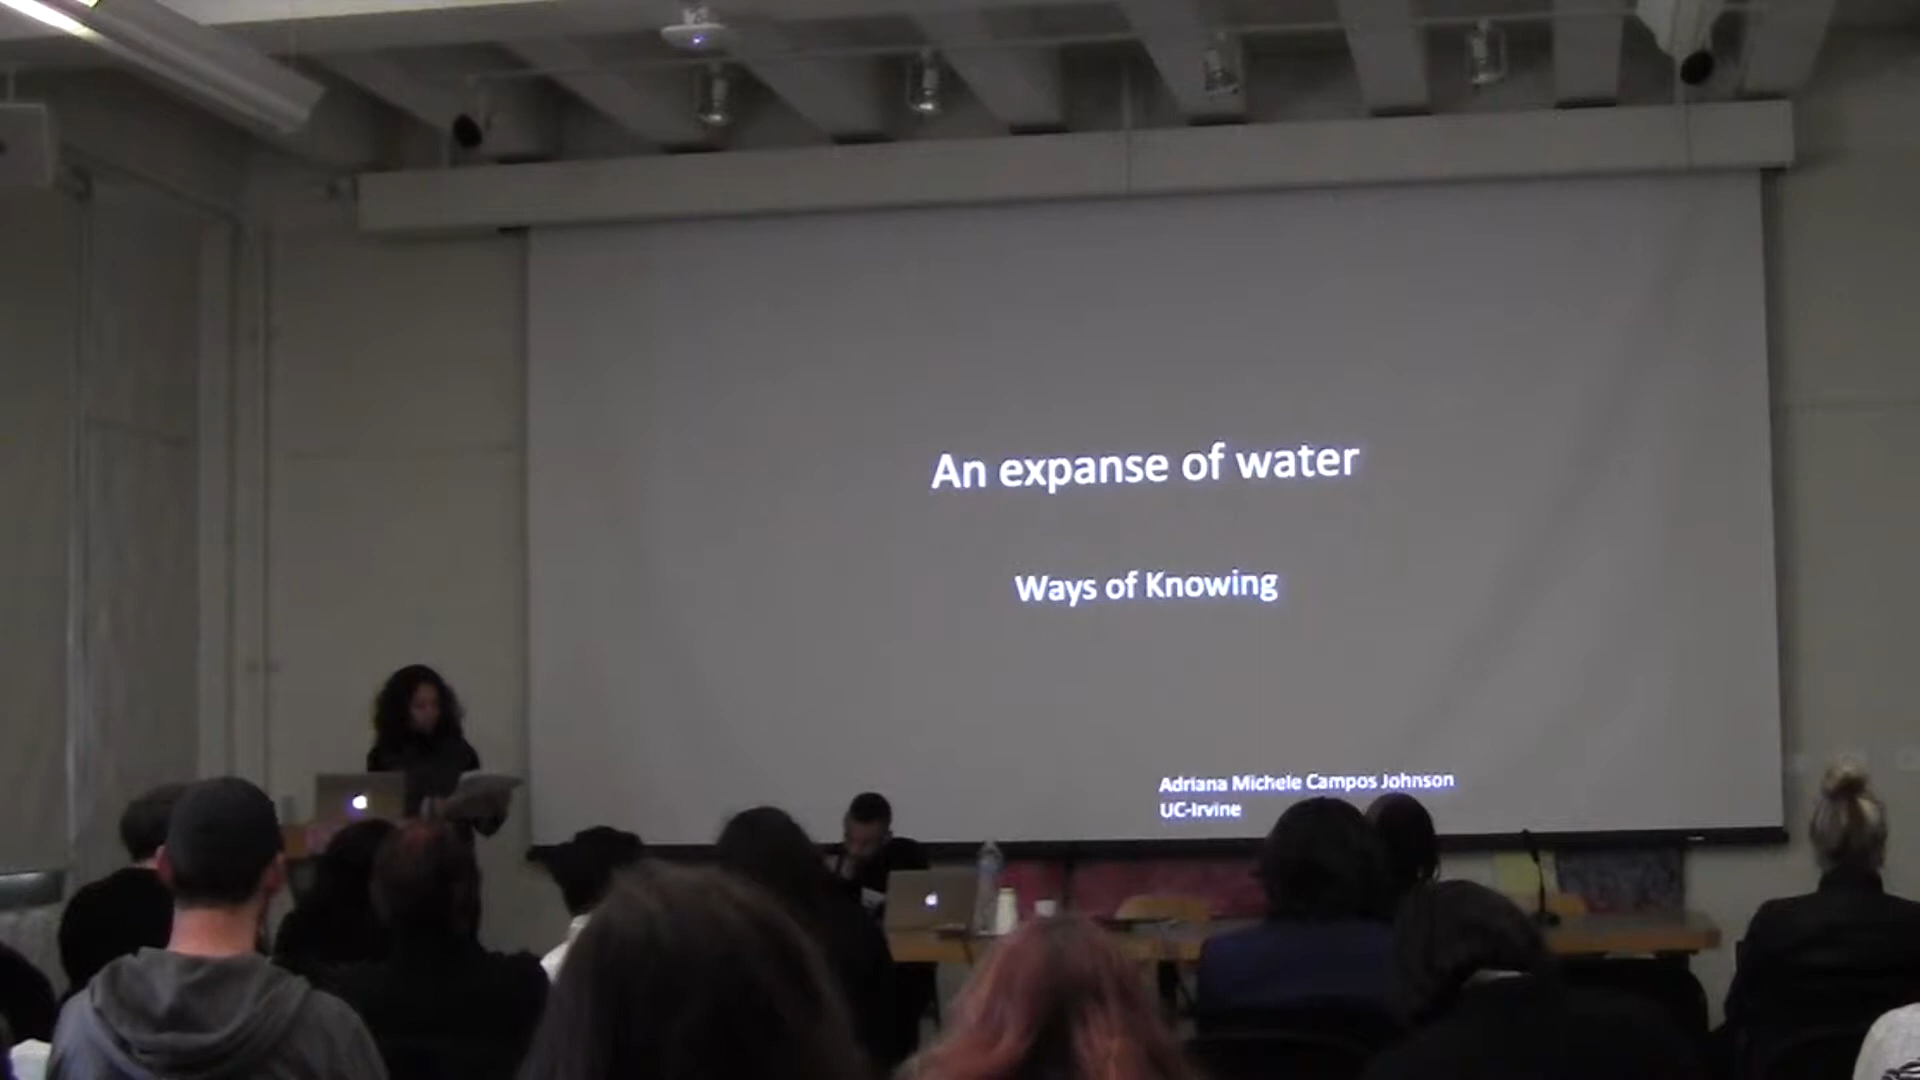 An expanse of water
Ways of Knowing
Adriana Michele Campos Johnson
UC-Irvine